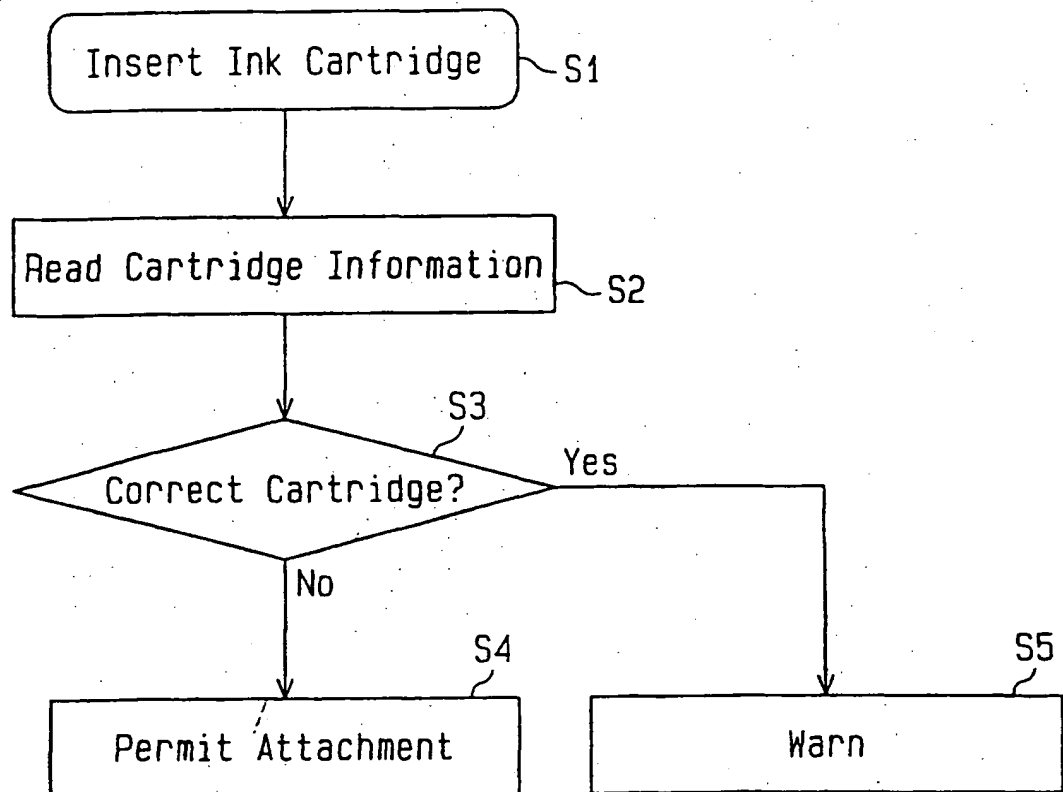 Insert Ink Cartridge
S1
Read Cartridge Information
S2
S3
Correct Cartridge?
Yes
No
S4
S5
Permit Attachment
Warn